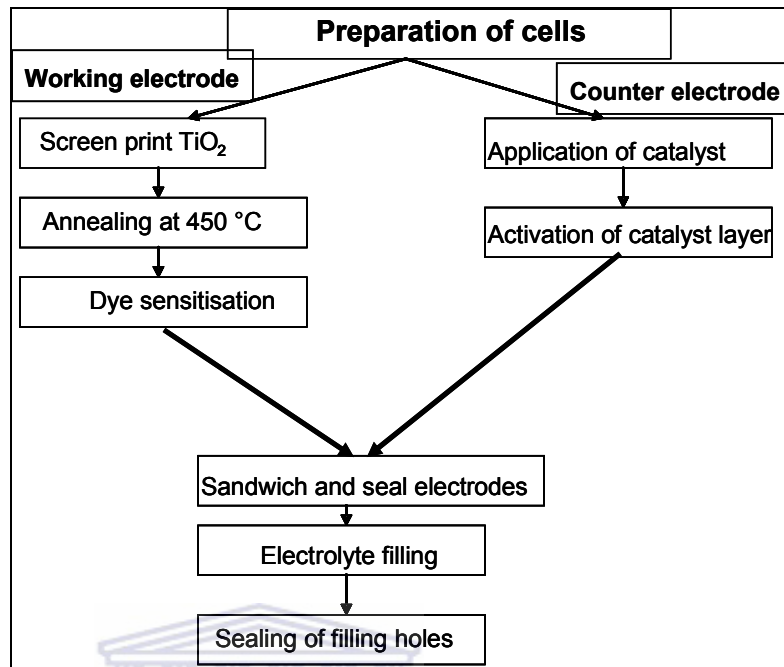 Preparation of cells
Working electrode
Counter electrode
Screen print TiO₂
Application of catalyst
Annealing at 450 °C
Activation of catalyst layer
Dye sensitisation
Sandwich and seal electrodes
Electrolyte filling
Sealing of filling holes